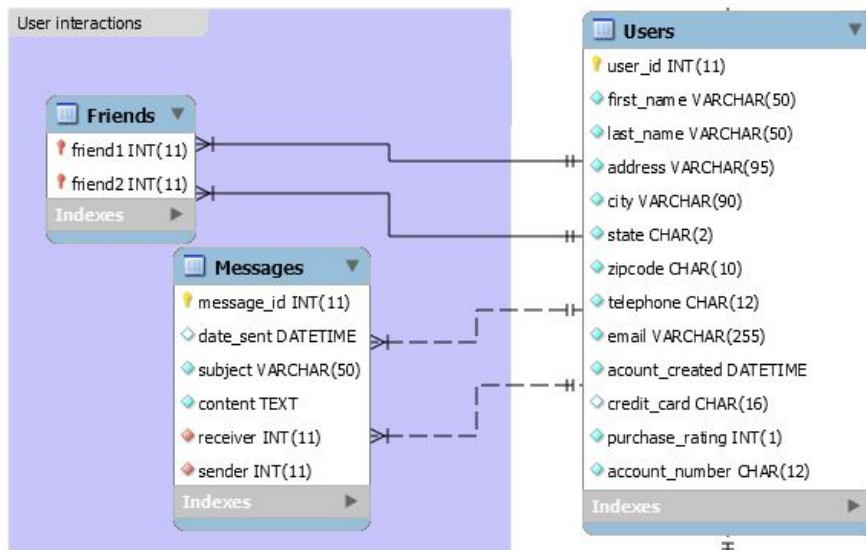 User interactions
Friends
friend1 INT(11)
friend2 INT(11)
Indexes
Messages
message_id INT(11)
date_sent DATETIME
subject VARCHAR(50)
content TEXT
receiver INT(11)
sender INT(11)
Indexes
Users
user_id INT(11)
first_name VARCHAR(50)
last_name VARCHAR(50)
address VARCHAR(95)
city VARCHAR(90)
state CHAR(2)
zipcode CHAR(10)
telephone CHAR(12)
email VARCHAR(255)
acount_created DATETIME
credit_card CHAR(16)
purchase_rating INT(1)
account_number CHAR(12)
Indexes